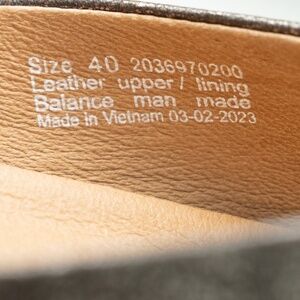 Size 40 2036970200
Leather upper / lining
Balance man made
Made in Vietnam 03-02-2023